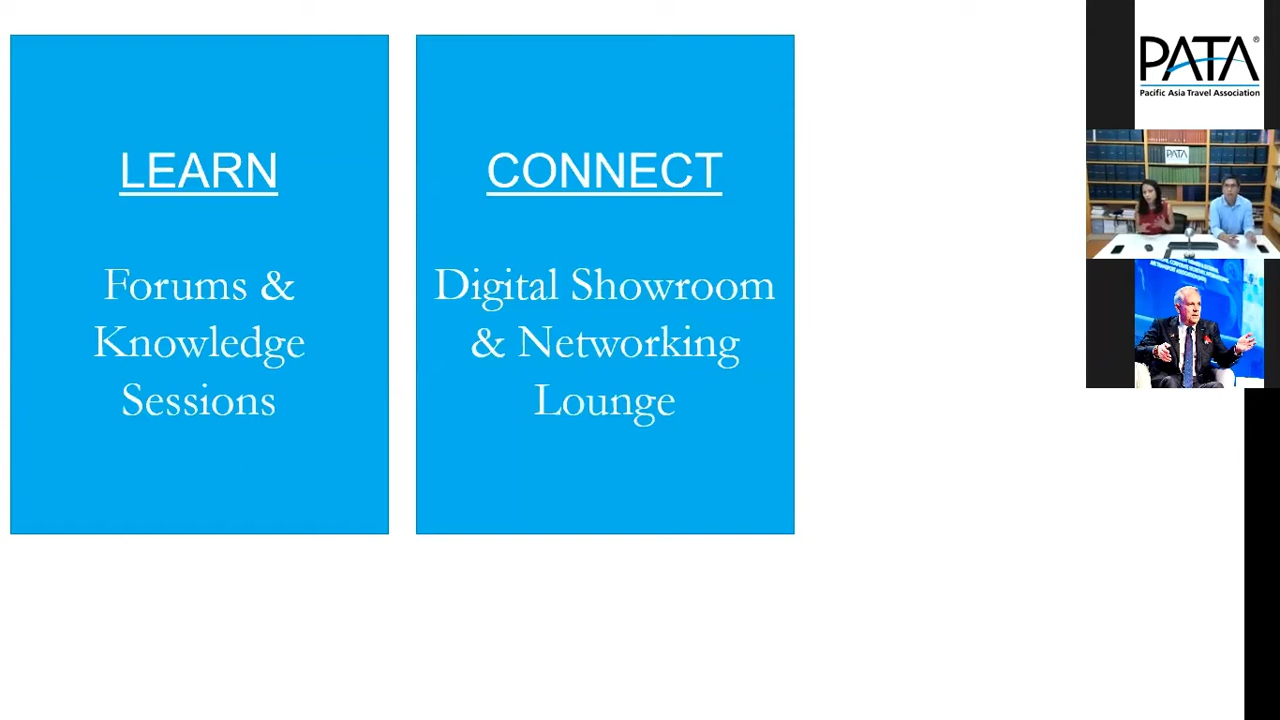 LEARN
Forums &
Knowledge
Sessions
CONNECT
Digital Showroom
& Networking
Lounge
PATA®
Pacific Asia Travel Association
PATA